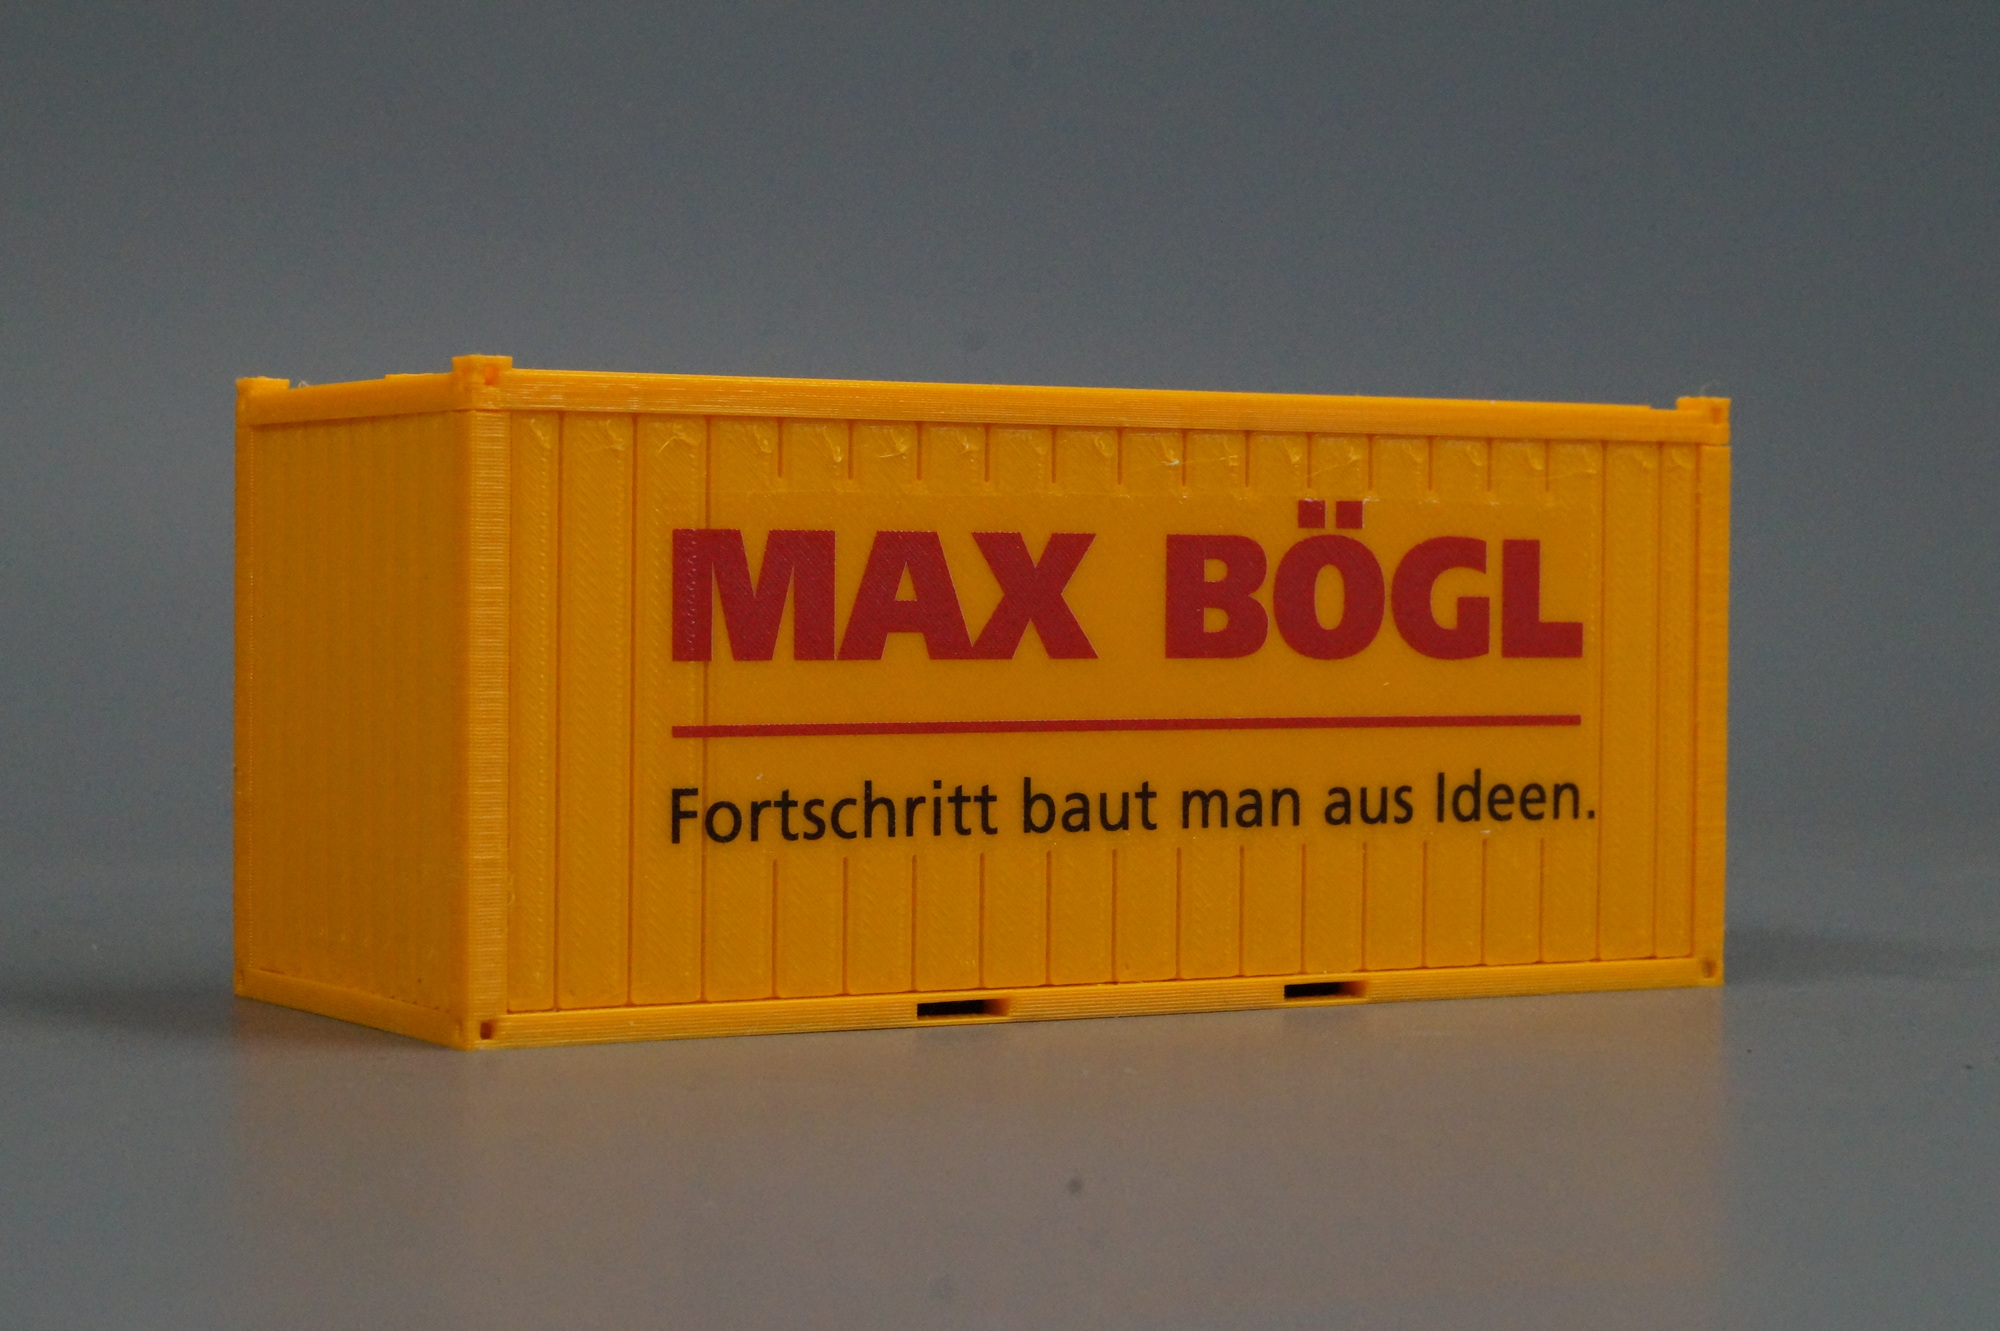 MAX BÖGL
Fortschritt baut man aus Ideen.